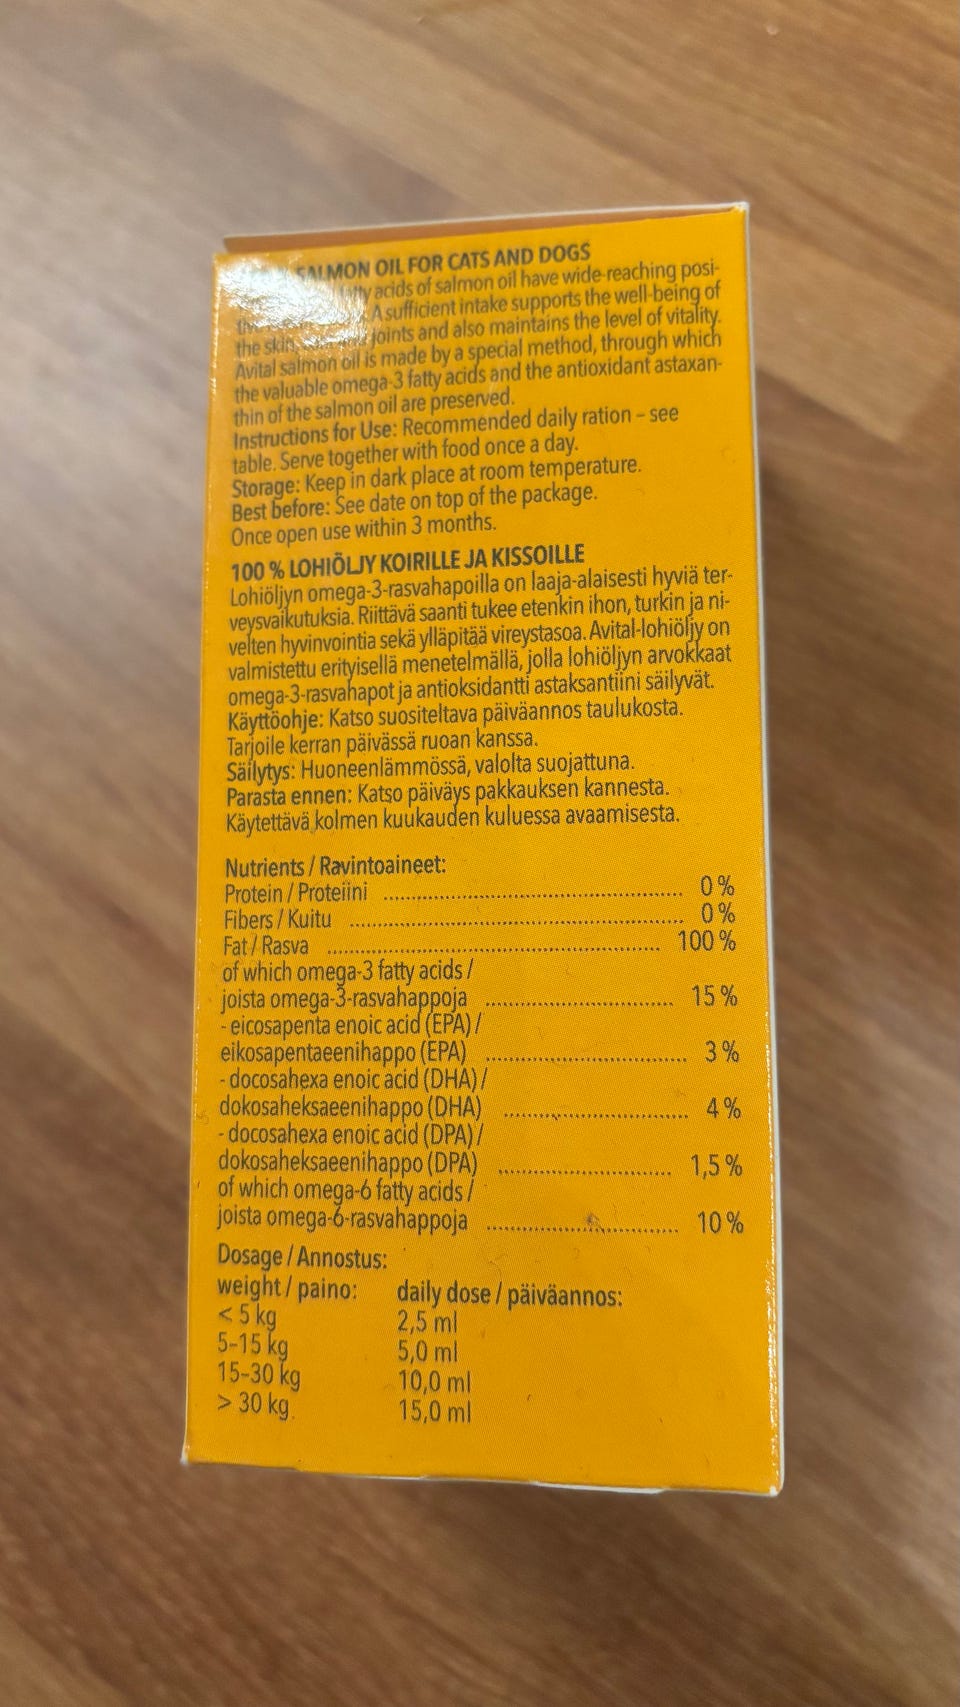 SALMON OIL FOR CATS AND DOGS
fatty acids of salmon oil have wide-reaching posi-
A sufficient intake supports the well-being of
the skin, joints and also maintains the level of vitality.
Avital salmon oil is made by a special method, through which
the valuable omega-3 fatty acids and the antioxidant astaxan-
thin of the salmon oil are preserved.
Instructions for Use: Recommended daily ration – see
table. Serve together with food once a day.
Storage: Keep in dark place at room temperature.
Best before: See date on top of the package.
Once open use within 3 months.
100 % LOHIÖLJY KOIRILLE JA KISSOILLE
Lohiöljyn omega-3-rasvahapoilla on laaja-alaisesti hyviä ter-
veysvaikutuksia. Riittävä saanti tukee etenkin ihon, turkin ja ni-
velten hyvinvointia sekä ylläpitää vireystasoa. Avital-lohiöljy on
valmistettu erityisellä menetelmällä, jolla lohiöljyn arvokkaat
omega-3-rasvahapot ja antioksidantti astaksantiini säilyvät.
Käyttöohje: Katso suositeltava päiväannos taulukosta.
Tarjoile kerran päivässä ruoan kanssa.
Säilytys: Huoneenlämmössä, valolta suojattuna.
Parasta ennen: Katso päiväys pakkauksen kannesta.
Käytettävä kolmen kuukauden kuluessa avaamisesta.
Nutrients / Ravintoaineet:
Protein / Proteiini 0 %
Fibers / Kuitu 0 %
Fat / Rasva 100 %
of which omega-3 fatty acids /
joista omega-3-rasvahappoja 15 %
- eicosapenta enoic acid (EPA) /
eikosapentaeenihappo (EPA) 3 %
- docosahexa enoic acid (DHA) /
dokosaheksaeenihappo (DHA) 4 %
- docosahexa enoic acid (DPA) /
dokosaheksaeenihappo (DPA) 1,5 %
of which omega-6 fatty acids /
joista omega-6-rasvahappoja 10 %
Dosage / Annostus:
weight / paino: daily dose / päiväannos:
< 5 kg 2,5 ml
5-15 kg 5,0 ml
15-30 kg 10,0 ml
> 30 kg 15,0 ml